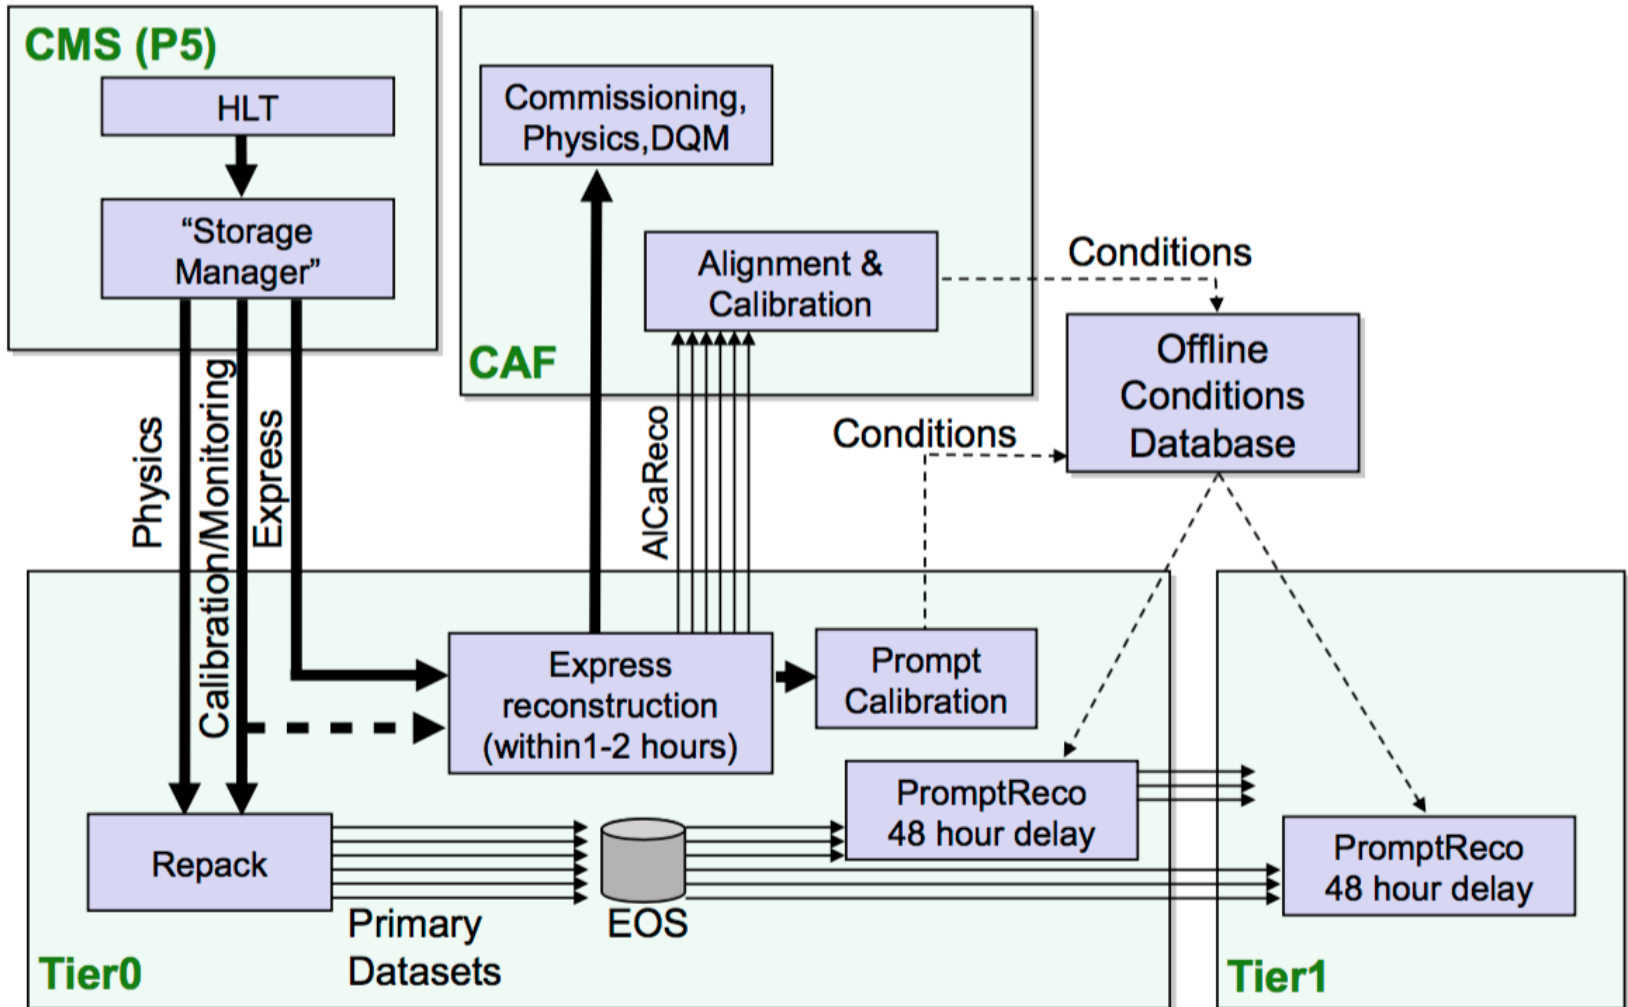 CMS (P5)
HLT
“Storage
Manager”
Commissioning,
Physics,DQM
Alignment &
Calibration
CAF
Conditions
Offline
Conditions
Database
Conditions
Physics
Calibration/Monitoring
Express
AlCaReco
Express
reconstruction
(within1-2 hours)
Prompt
Calibration
PromptReco
48 hour delay
Repack
Primary
Datasets
EOS
PromptReco
48 hour delay
Tier0
Tier1